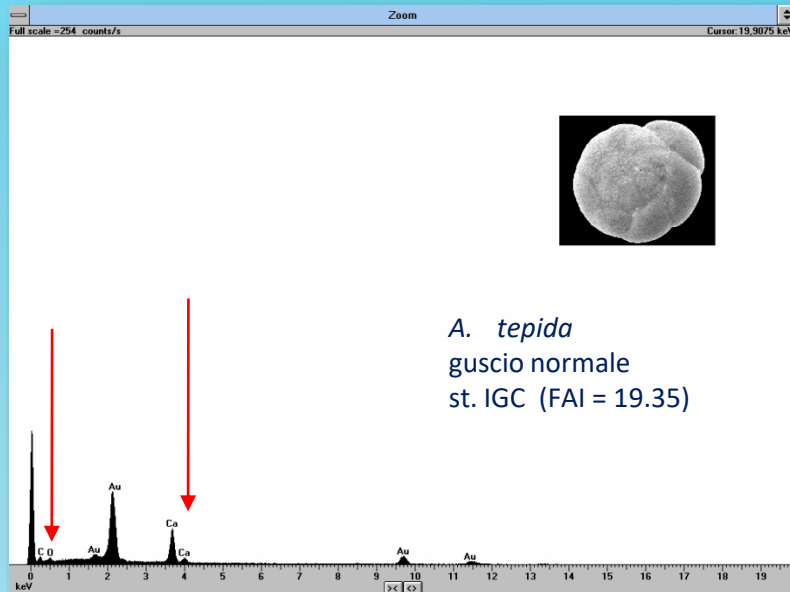 Zoom
Full scale =254 counts/s
Cursor:19,9075 keV
A. tepida
guscio normale
st. IGC (FAI = 19.35)
Au
Ca
C O
Au
Ca
Au
Au
0 1 2 3 4 5 6 7 8 9 10 11 12 13 14 15 16 17 18 19
keV
>< <>